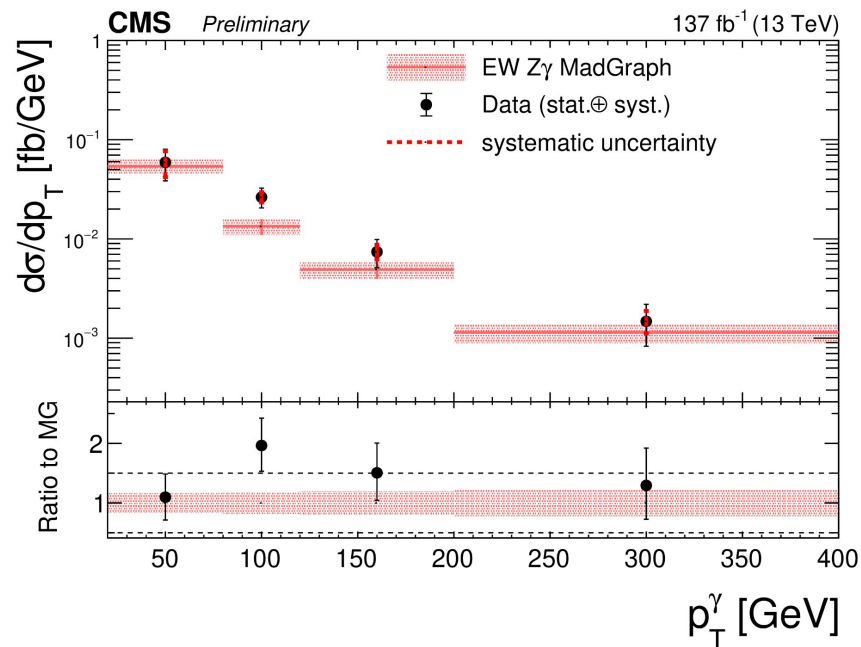 CMS Preliminary 137 fb⁻¹ (13 TeV)
dσ/dp_T [fb/GeV]
1
10⁻¹
10⁻²
10⁻³
EW Zγ MadGraph
Data (stat.⊕ syst.)
systematic uncertainty
Ratio to MG
2
1
50 100 150 200 250 300 350 400
p_T^γ [GeV]